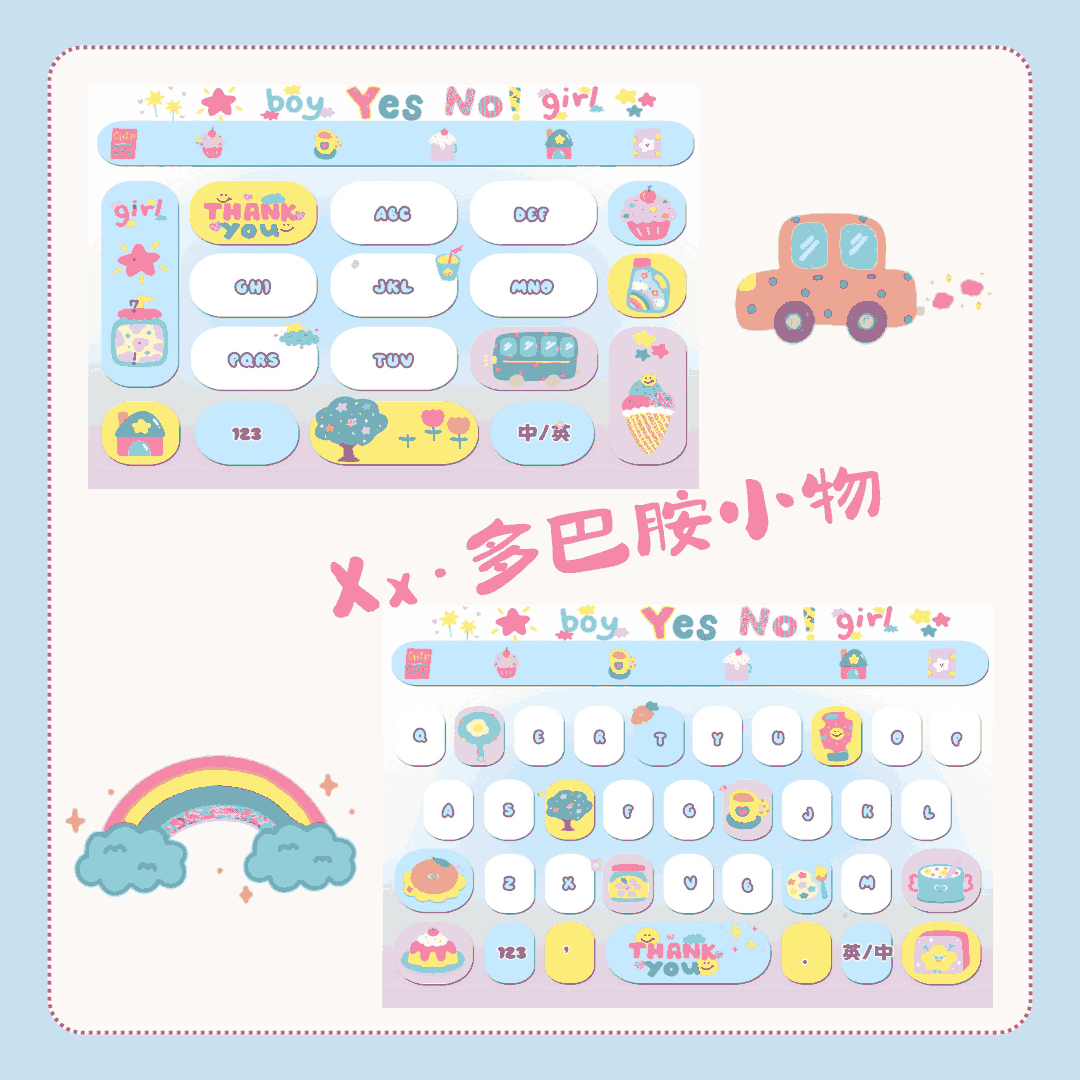 boy Yes No! girl
girl
THANK YOU
ABC
DEF
GHI
JKL
MNO
PQRS
TUV
123
中/英
Xx·多巴胺小物
boy Yes No! girl
Q E R T Y U O P
A S F G J K L
Z X V B M
123 , THANK YOU 。 英/中